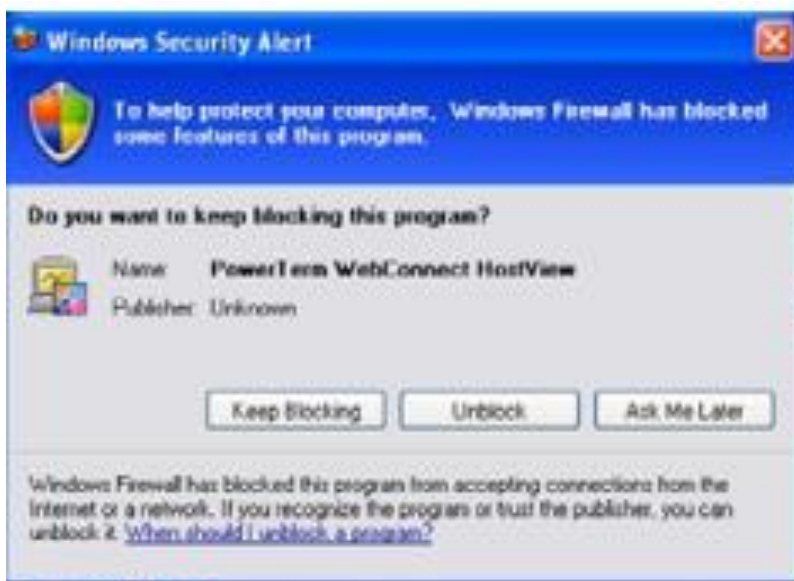 Windows Security Alert
To help protect your computer, Windows Firewall has blocked
some features of this program.
Do you want to keep blocking this program?
Name: PowerTerm WebConnect HostView
Publisher: Unknown
Keep Blocking Unblock Ask Me Later
Windows Firewall has blocked this program from accepting connections from the
Internet or a network. If you recognize the program or trust the publisher, you can
unblock it. When should I unblock a program?